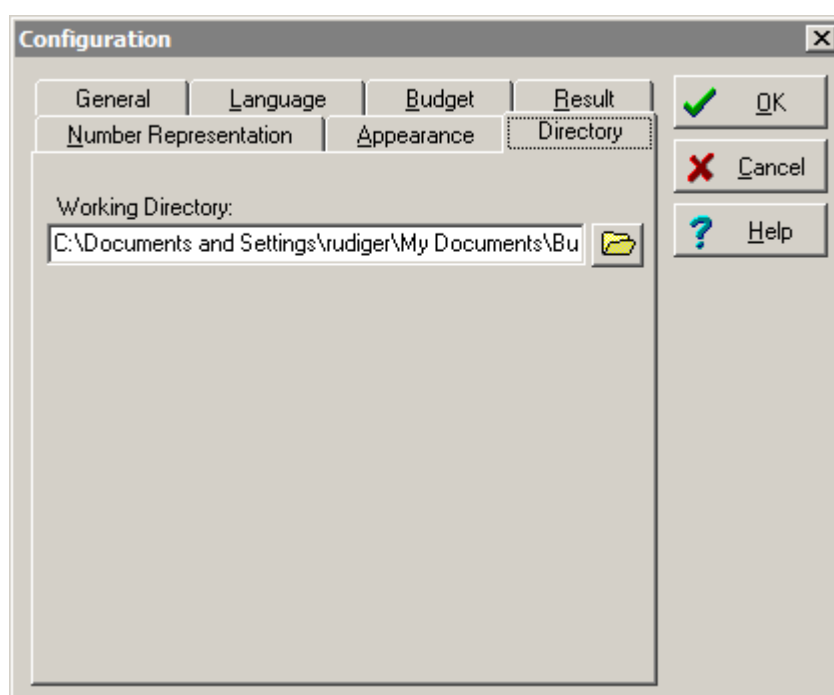 Configuration
General Language Budget Result
Number Representation Appearance Directory
OK
Cancel
Help
Working Directory:
C:\Documents and Settings\rudiger\My Documents\Bu